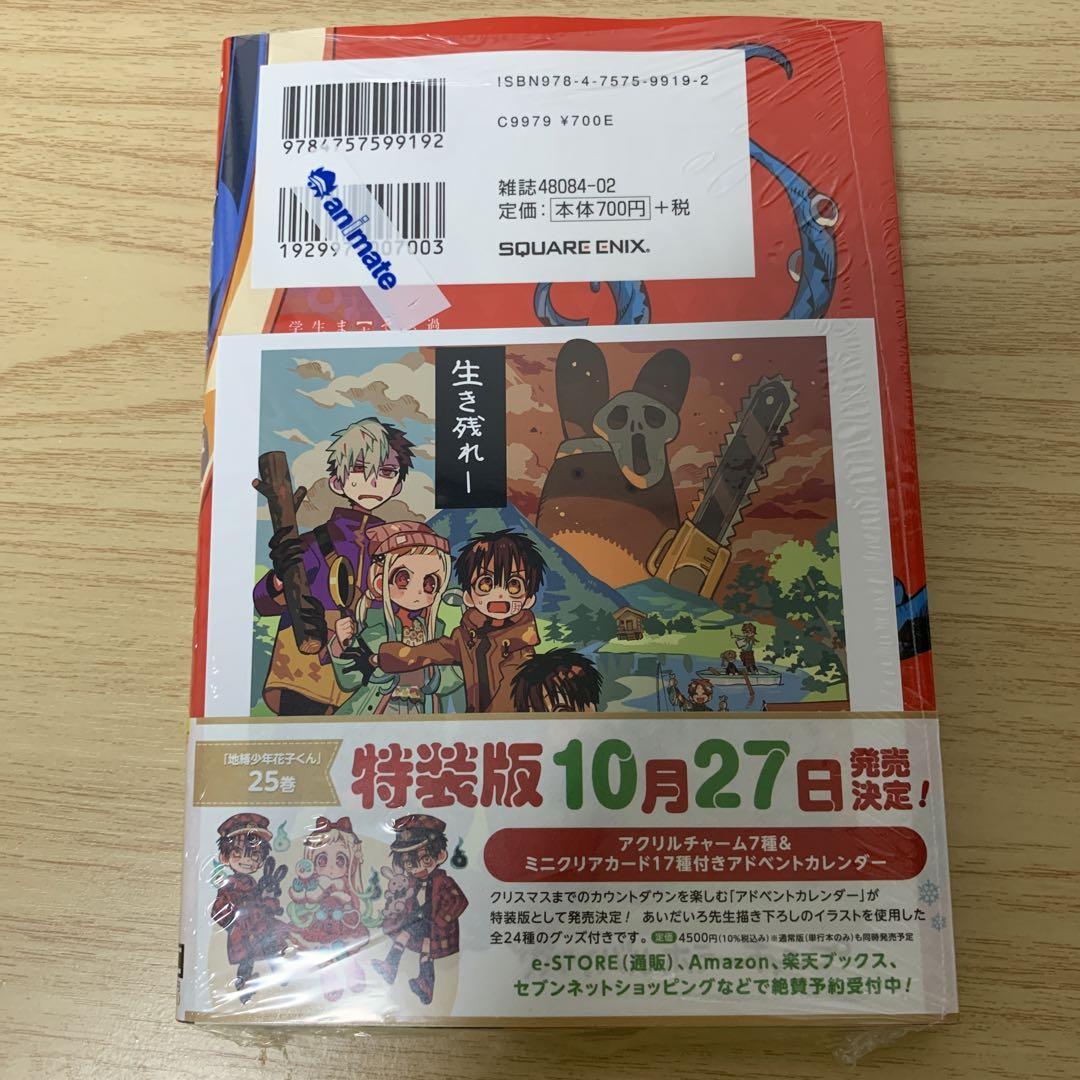 ISBN978-4-7575-9919-2
C9979 ¥700E
9784757599192
雑誌48084-02
定価:本体700円+税
SQUARE ENIX®
7003
animate
生き残れー
「地縛少年花子くん」
25巻
特装版10月27日発売決定!
アクリルチャーム7種&
ミニクリアカード17種付きアドベントカレンダー
クリスマスまでのカウントダウンを楽しむ「アドベントカレンダー」が
特装版として発売決定! あいだいろ先生描き下ろしのイラストを使用した
全24種のグッズ付きです。定価4500円(10%税込み)※通常版(単行本のみ)も同時発売予定
e-STORE(通販)、Amazon、楽天ブックス、
セブンネットショッピングなどで絶賛予約受付中!